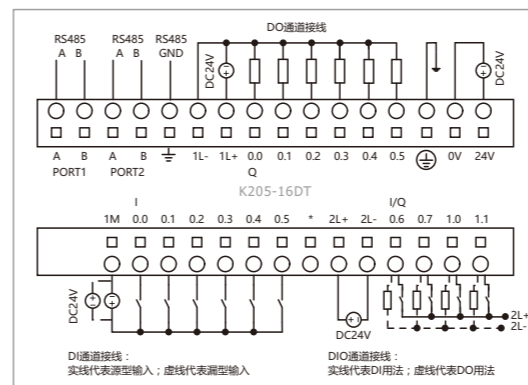 RS485 RS485 RS485 DO通道接线
A B A B GND
DC24V DC24V
A B A B 1L- 1L+ 0.0 0.1 0.2 0.3 0.4 0.5 0V 24V
PORT1 PORT2 Q
K205-16DT
I I/Q
1M 0.0 0.1 0.2 0.3 0.4 0.5 * 2L+ 2L- 0.6 0.7 1.0 1.1
DC24V
DC24V
2L+
2L-
DI通道接线： DIO通道接线：
实线代表源型输入；虚线代表漏型输入 实线代表DI用法；虚线代表DO用法